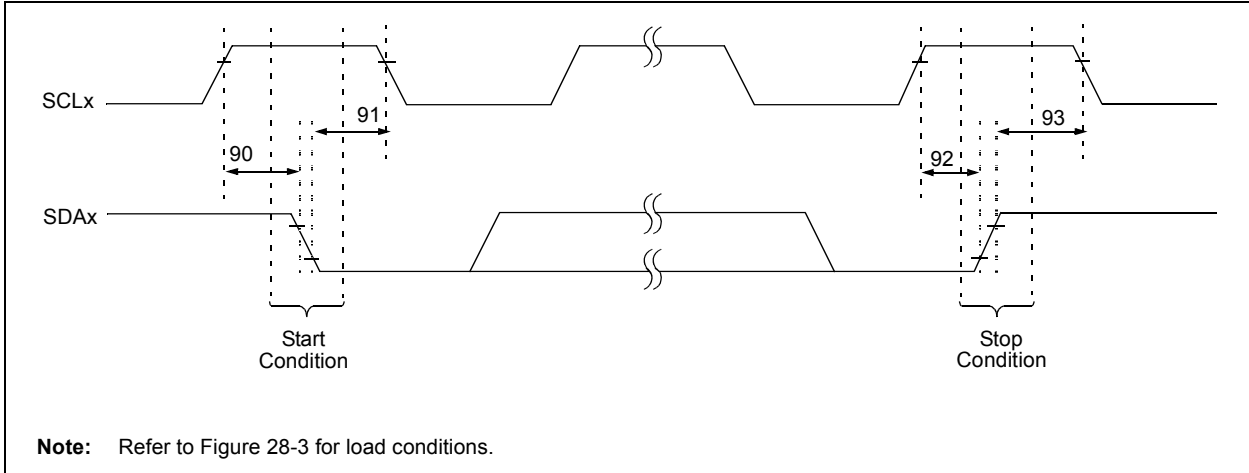 SCLx
91
93
90
92
SDAx
Start
Condition
Stop
Condition
Note: Refer to Figure 28-3 for load conditions.